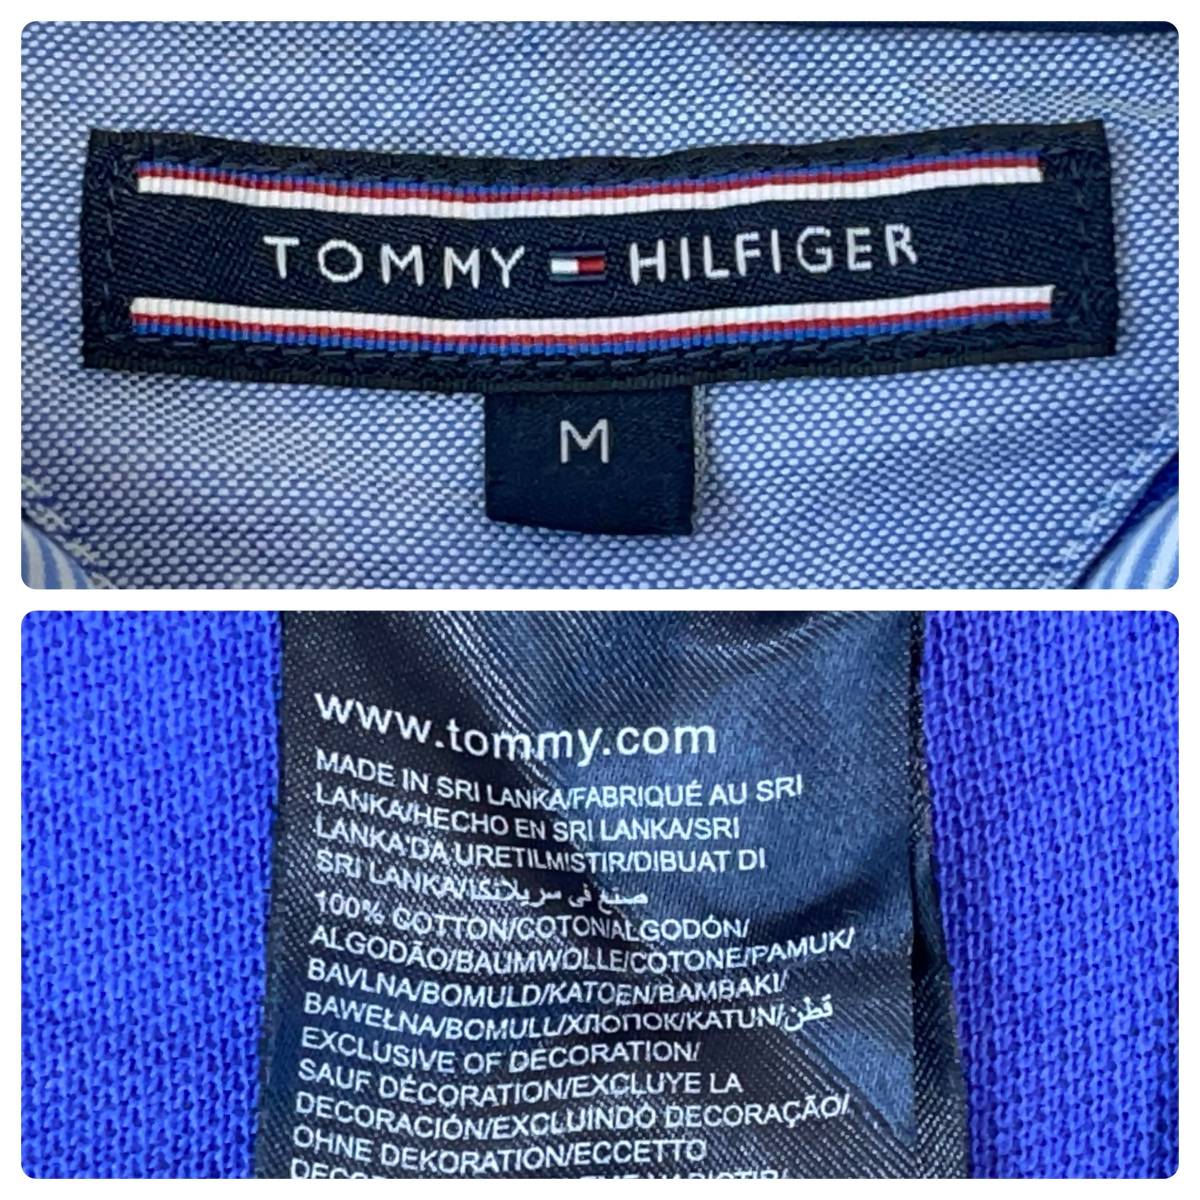 TOMMY HILFIGER
M
www.tommy.com
MADE IN SRI LANKA/FABRIQUÉ AU SRI
LANKA/HECHO EN SRI LANKA/SRI
LANKA'DA URETILMISTIR/DIBUAT DI
SRI LANKA/صنع في سريلانكا
100% COTTON/COTON/ALGODÓN/
ALGODÃO/BAUMWOLLE/COTONE/PAMUK/
BAVLNA/BOMULD/KATOEN/BAMBAKI/
BAWEŁNA/BOMULL/ХЛОПОК/KATUN/قطن
EXCLUSIVE OF DECORATION/
SAUF DÉCORATION/EXCLUYE LA
DECORACIÓN/EXCLUINDO DECORAÇÃO/
OHNE DEKORATION/ECCETTO